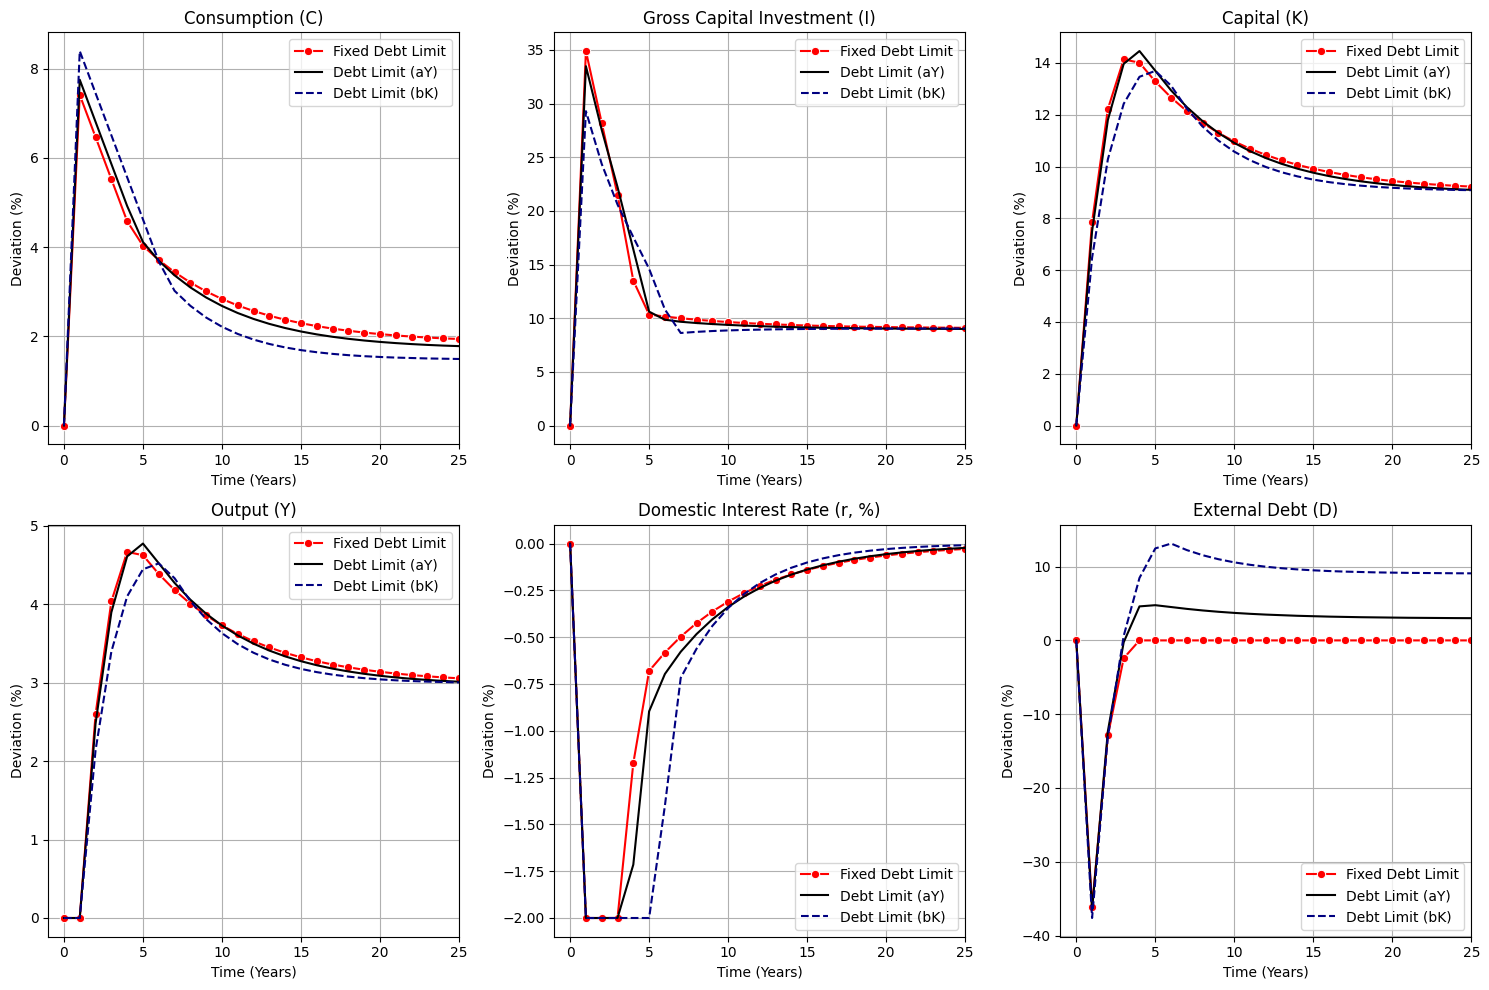 Consumption (C)
Deviation (%)
8
6
4
2
0
Fixed Debt Limit
Debt Limit (aY)
Debt Limit (bK)
0 5 10 15 20 25
Time (Years)
Gross Capital Investment (I)
Deviation (%)
35
30
25
20
15
10
5
0
Fixed Debt Limit
Debt Limit (aY)
Debt Limit (bK)
0 5 10 15 20 25
Time (Years)
Capital (K)
Deviation (%)
14
12
10
8
6
4
2
0
Fixed Debt Limit
Debt Limit (aY)
Debt Limit (bK)
0 5 10 15 20 25
Time (Years)
Output (Y)
Deviation (%)
5
4
3
2
1
0
Fixed Debt Limit
Debt Limit (aY)
Debt Limit (bK)
0 5 10 15 20 25
Time (Years)
Domestic Interest Rate (r, %)
Deviation (%)
0.00
−0.25
−0.50
−0.75
−1.00
−1.25
−1.50
−1.75
−2.00
Fixed Debt Limit
Debt Limit (aY)
Debt Limit (bK)
0 5 10 15 20 25
Time (Years)
External Debt (D)
Deviation (%)
10
0
−10
−20
−30
−40
Fixed Debt Limit
Debt Limit (aY)
Debt Limit (bK)
0 5 10 15 20 25
Time (Years)